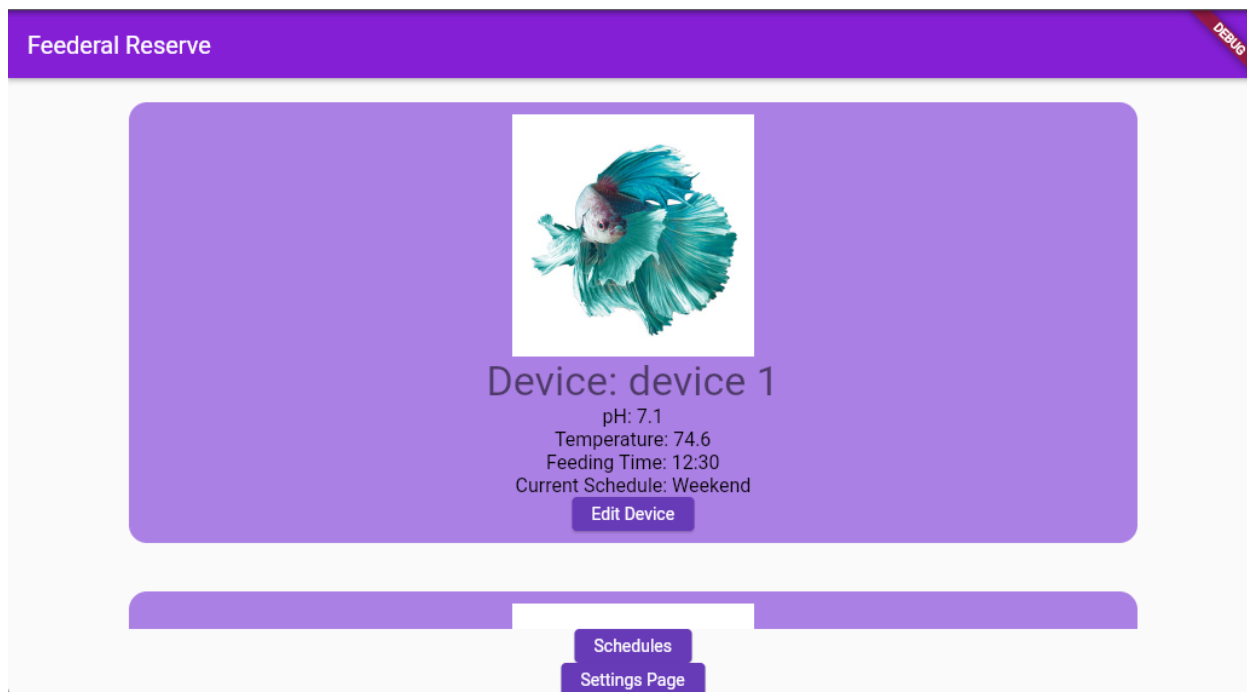 Feederal Reserve
DEBUG
Device: device 1
pH: 7.1
Temperature: 74.6
Feeding Time: 12:30
Current Schedule: Weekend
Edit Device
Schedules
Settings Page